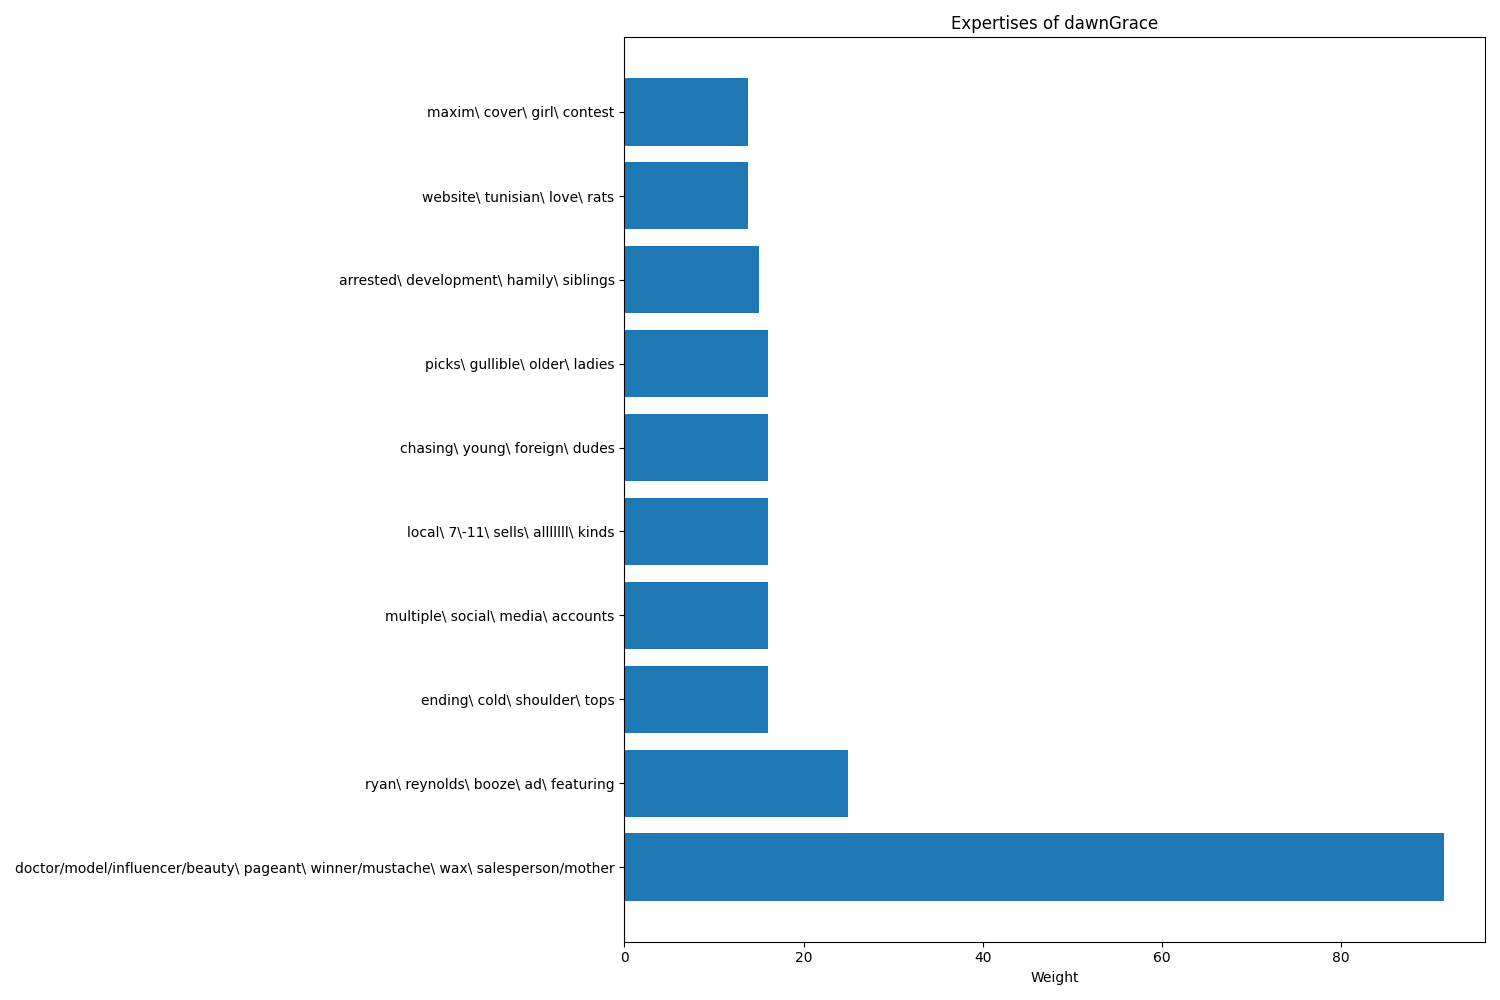 Expertises of dawnGrace
maxim\ cover\ girl\ contest
website\ tunisian\ love\ rats
arrested\ development\ hamily\ siblings
picks\ gullible\ older\ ladies
chasing\ young\ foreign\ dudes
local\ 7\-11\ sells\ alllllll\ kinds
multiple\ social\ media\ accounts
ending\ cold\ shoulder\ tops
ryan\ reynolds\ booze\ ad\ featuring
doctor/model/influencer/beauty\ pageant\ winner/mustache\ wax\ salesperson/mother
0 20 40 60 80
Weight